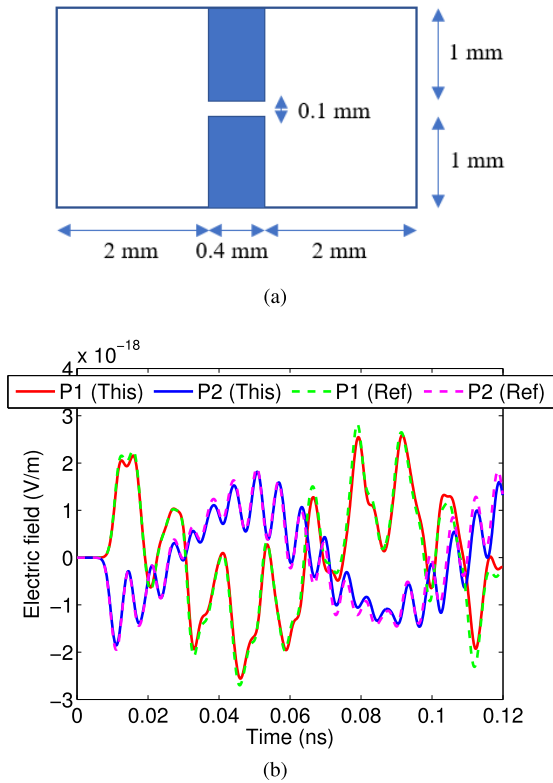 1 mm
0.1 mm
1 mm
2 mm 0.4 mm 2 mm
(a)
4 x 10⁻¹⁸
P1 (This) P2 (This) P1 (Ref) P2 (Ref)
3
2
1
0
−1
−2
−3
Electric field (V/m)
0 0.02 0.04 0.06 0.08 0.1 0.12
Time (ns)
(b)